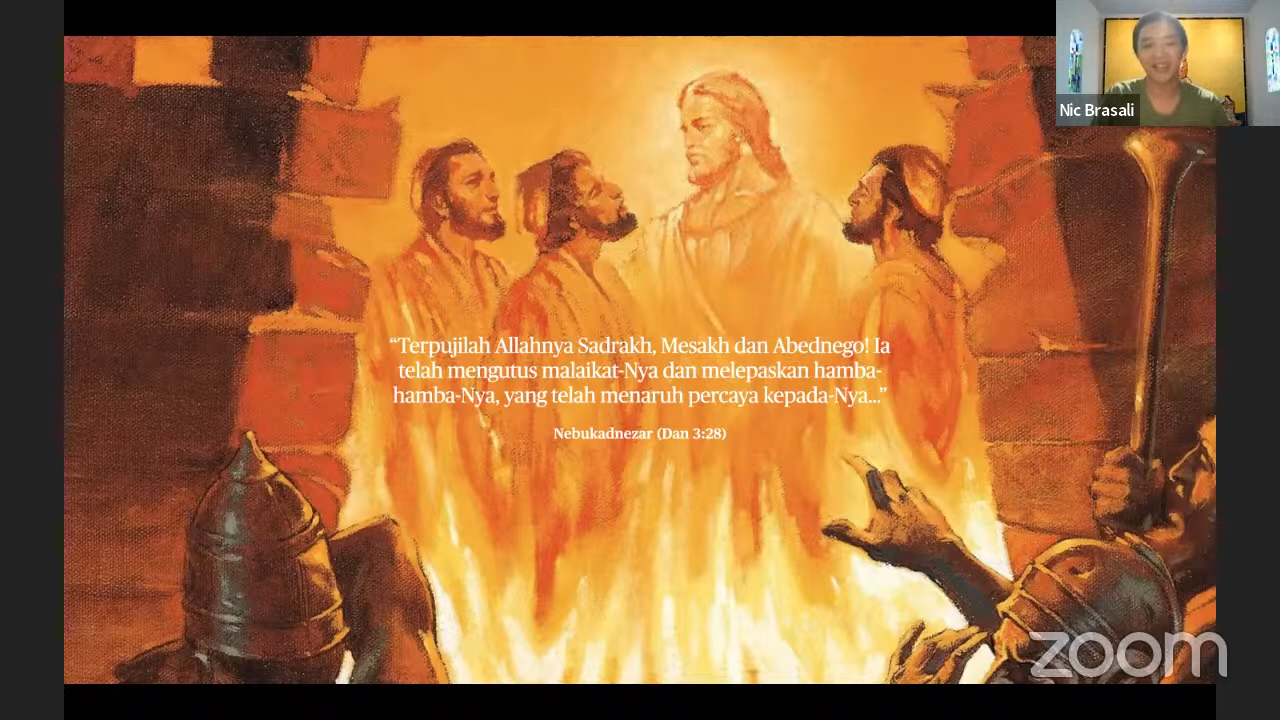 Nic Brasali
“Terpujilah Allahnya Sadrakh, Mesakh dan Abednego! Ia
telah mengutus malaikat-Nya dan melepaskan hamba-
hamba-Nya, yang telah menaruh percaya kepada-Nya...”
Nebukadnezar (Dan 3:28)
zoom